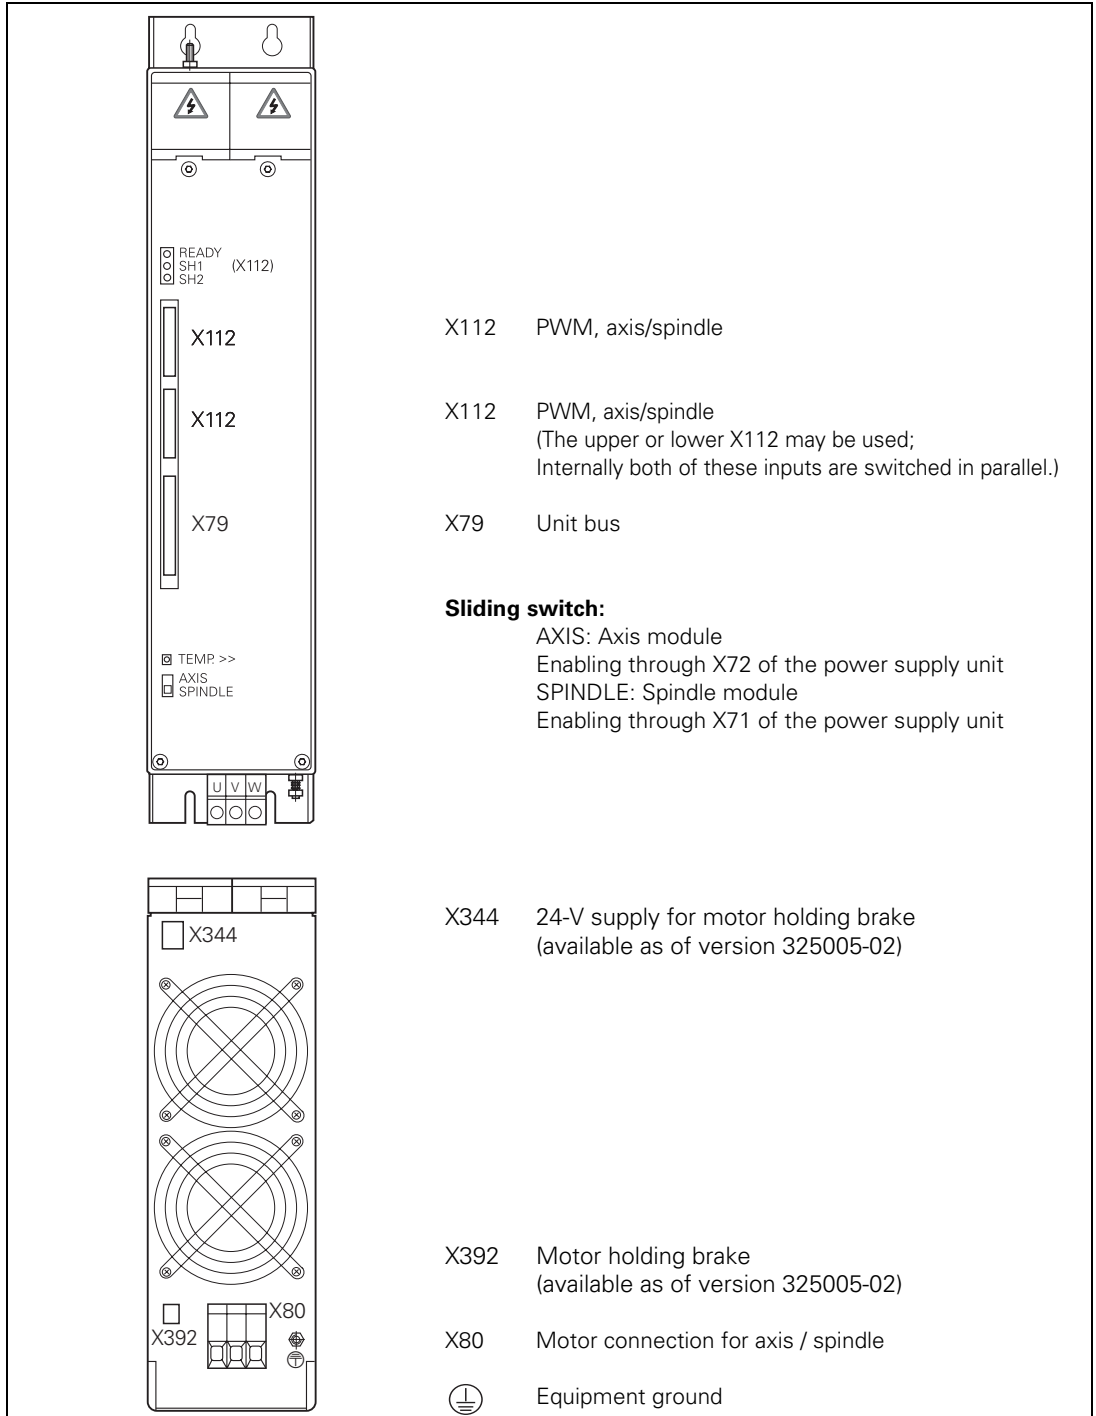 READY
SH1 (X112)
SH2
X112
X112 PWM, axis/spindle
X112
X112 PWM, axis/spindle
(The upper or lower X112 may be used;
Internally both of these inputs are switched in parallel.)
X79
X79 Unit bus
Sliding switch:
AXIS: Axis module
Enabling through X72 of the power supply unit
SPINDLE: Spindle module
Enabling through X71 of the power supply unit
TEMP. >>
AXIS
SPINDLE
U V W
X344
X344 24-V supply for motor holding brake
(available as of version 325005-02)
X392 Motor holding brake
(available as of version 325005-02)
X80
X392
X80 Motor connection for axis / spindle
Equipment ground